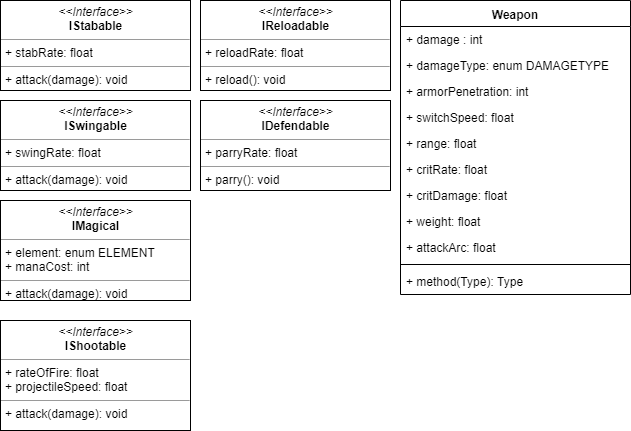 <<Interface>>
IStabable
+ stabRate: float
+ attack(damage): void
<<Interface>>
IReloadable
+ reloadRate: float
+ reload(): void
Weapon
+ damage : int
+ damageType: enum DAMAGETYPE
+ armorPenetration: int
+ switchSpeed: float
+ range: float
+ critRate: float
+ critDamage: float
+ weight: float
+ attackArc: float
+ method(Type): Type
<<Interface>>
ISwingable
+ swingRate: float
+ attack(damage): void
<<Interface>>
IDefendable
+ parryRate: float
+ parry(): void
<<Interface>>
IMagical
+ element: enum ELEMENT
+ manaCost: int
+ attack(damage): void
<<Interface>>
IShootable
+ rateOfFire: float
+ projectileSpeed: float
+ attack(damage): void